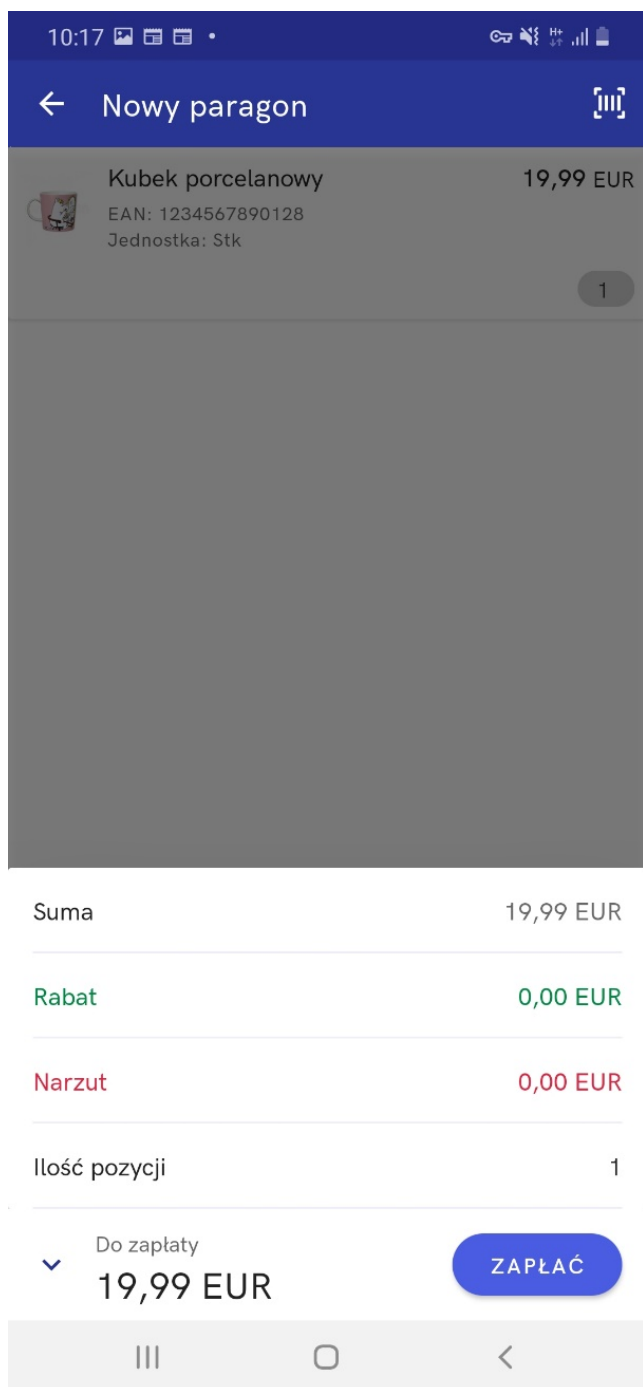 10:17
H+
Nowy paragon
Kubek porcelanowy 19,99 EUR
EAN: 1234567890128
Jednostka: Stk
1
Suma 19,99 EUR
Rabat 0,00 EUR
Narzut 0,00 EUR
Ilość pozycji 1
Do zapłaty
19,99 EUR
ZAPŁAĆ